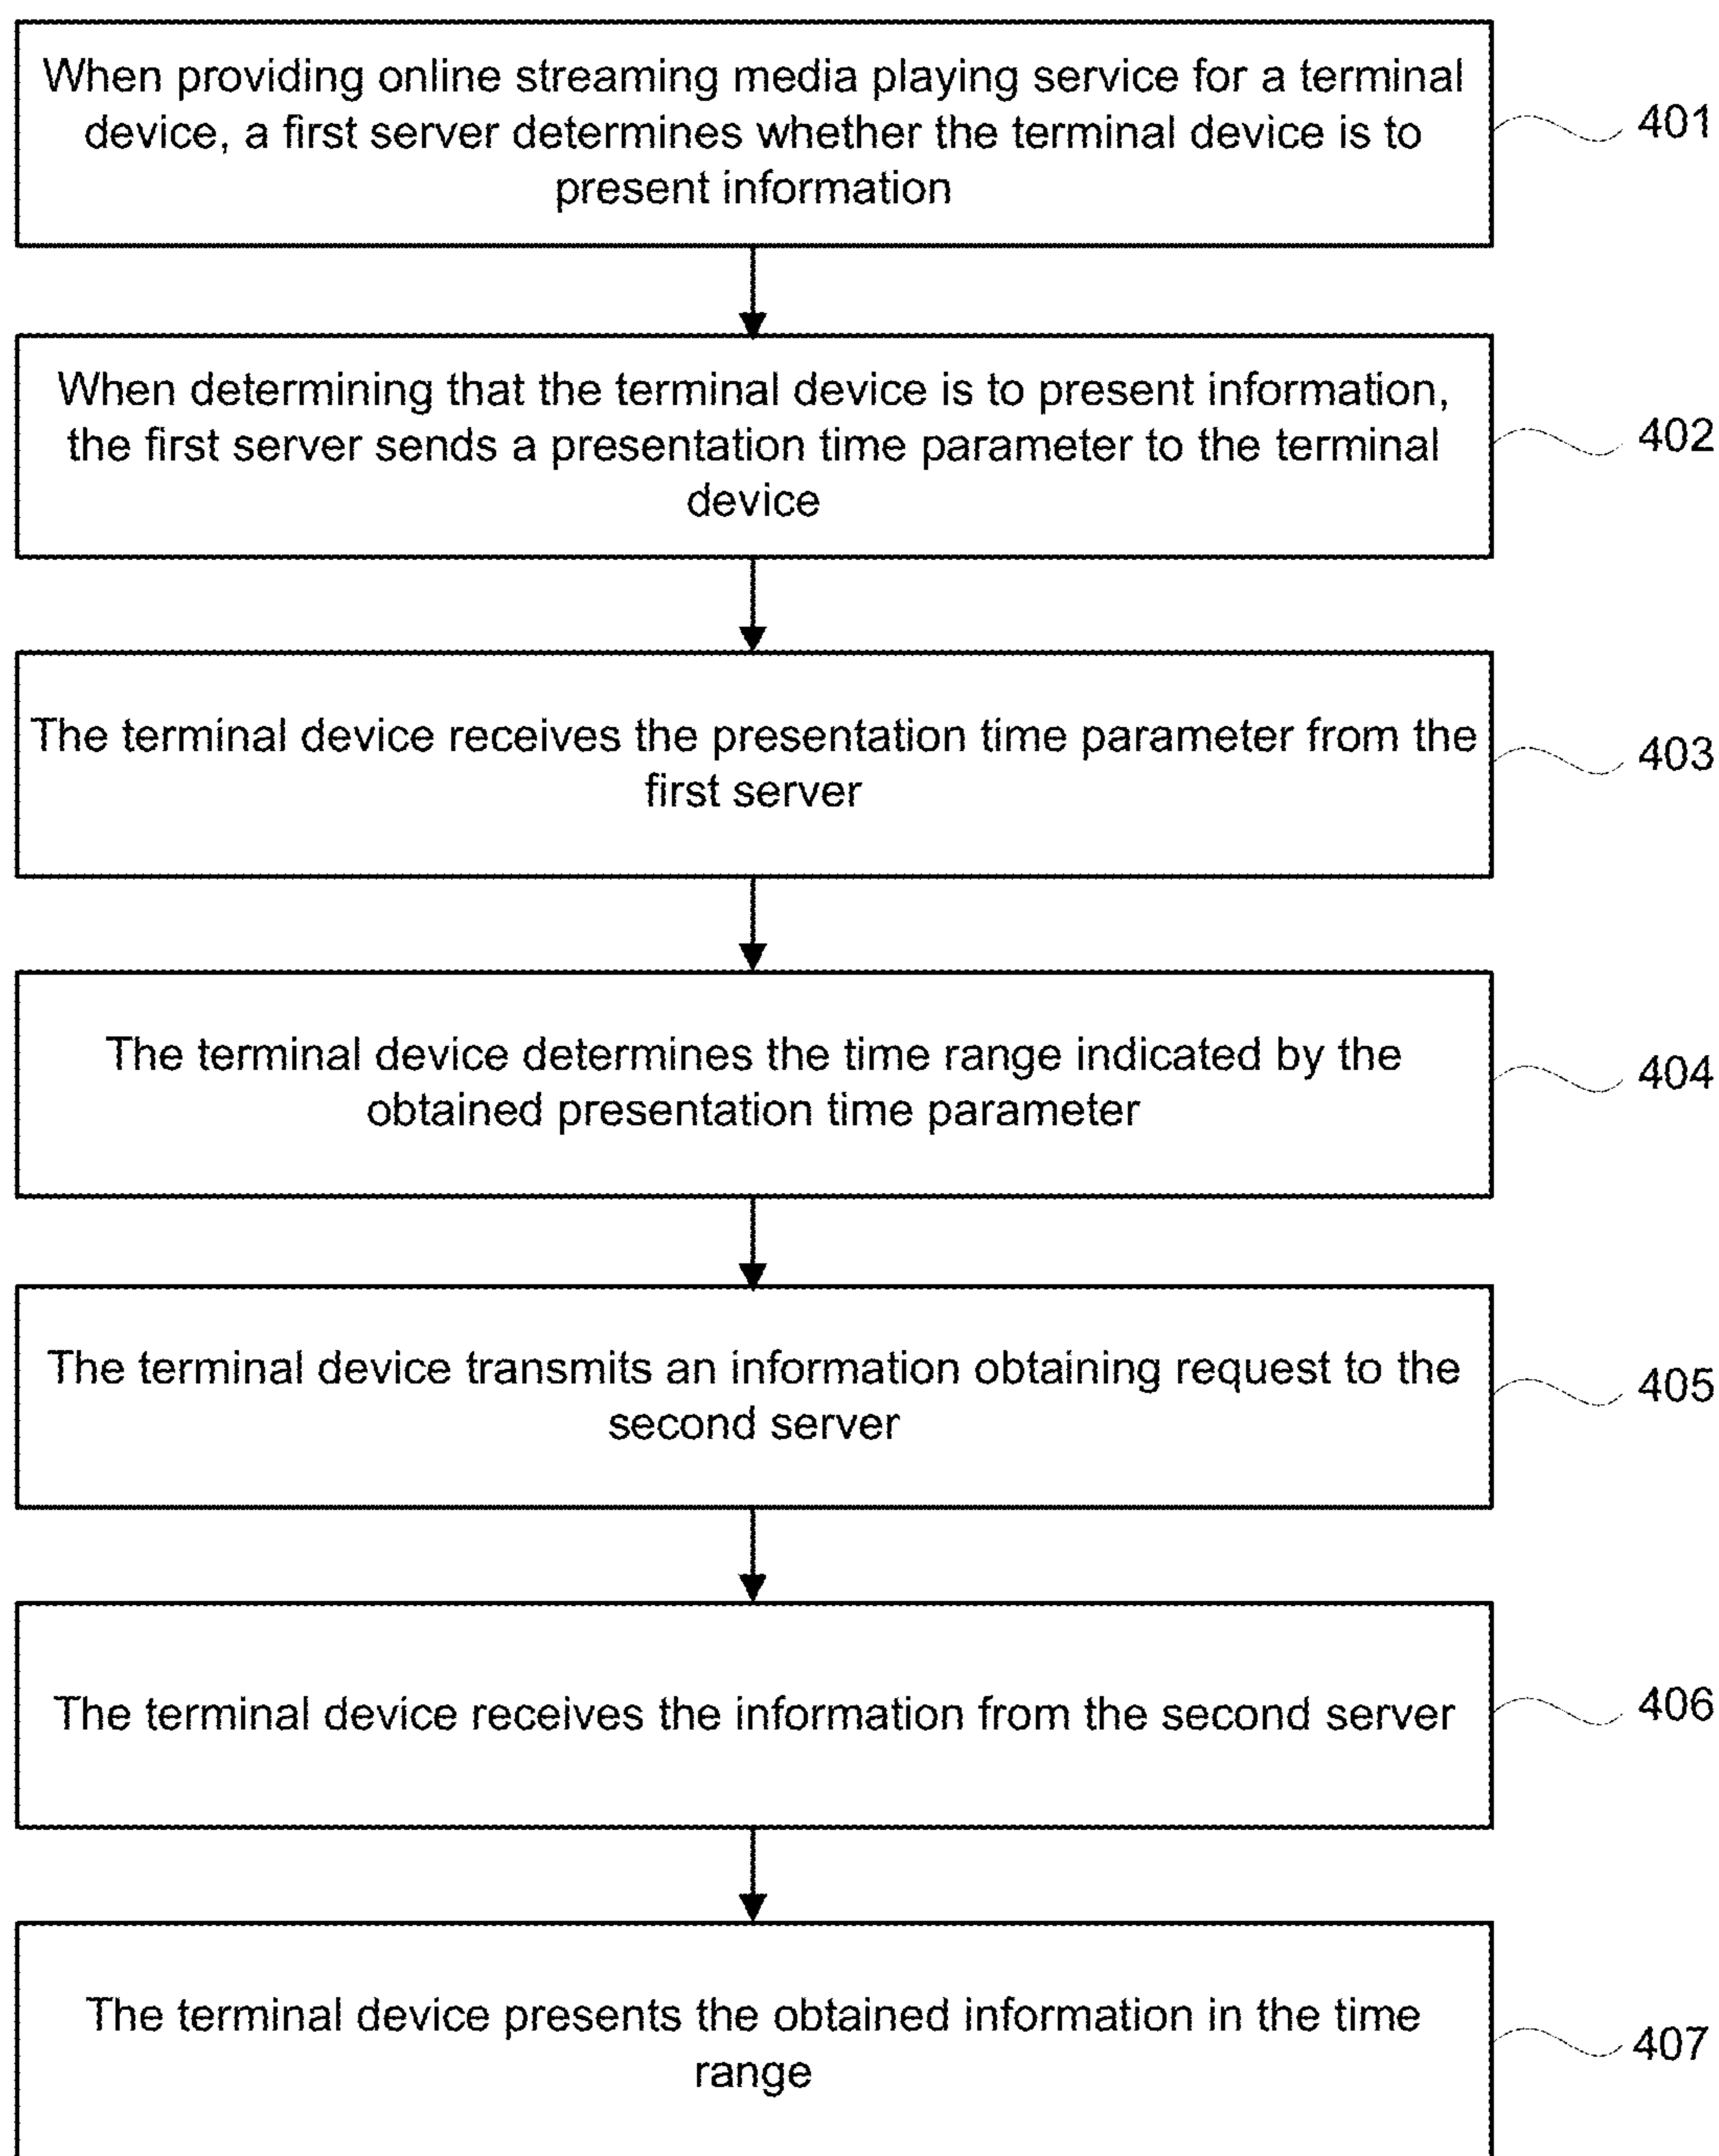 When providing online streaming media playing service for a terminal
device, a first server determines whether the terminal device is to
present information
401
When determining that the terminal device is to present information,
the first server sends a presentation time parameter to the terminal
device
402
The terminal device receives the presentation time parameter from the
first server
403
The terminal device determines the time range indicated by the
obtained presentation time parameter
404
The terminal device transmits an information obtaining request to the
second server
405
The terminal device receives the information from the second server
406
The terminal device presents the obtained information in the time
range
407